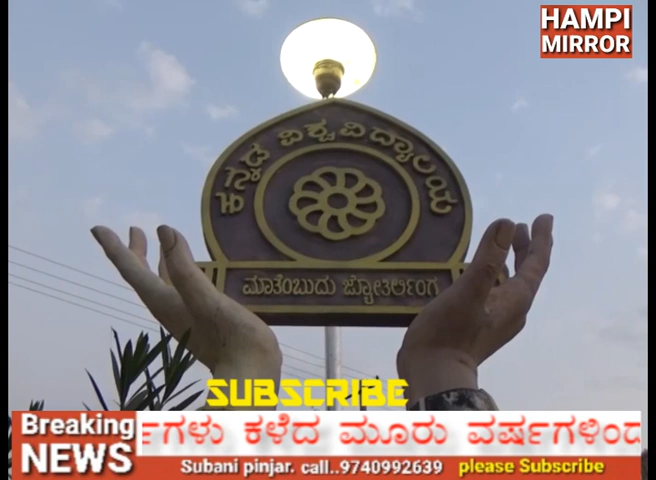 HAMPI
MIRROR
ಕನ್ನಡ ವಿಶ್ವವಿದ್ಯಾಲಯ
ಮಾತೆಂಬುದು ಜ್ಯೋತಿರ್ಲಿಂಗ
SUBSCRIBE
Breaking
NEWS
ಗಳು ಕಳೆದ ಮೂರು ವರ್ಷಗಳಿಂದ
Subani pinjar. call..9740992639 please Subscribe